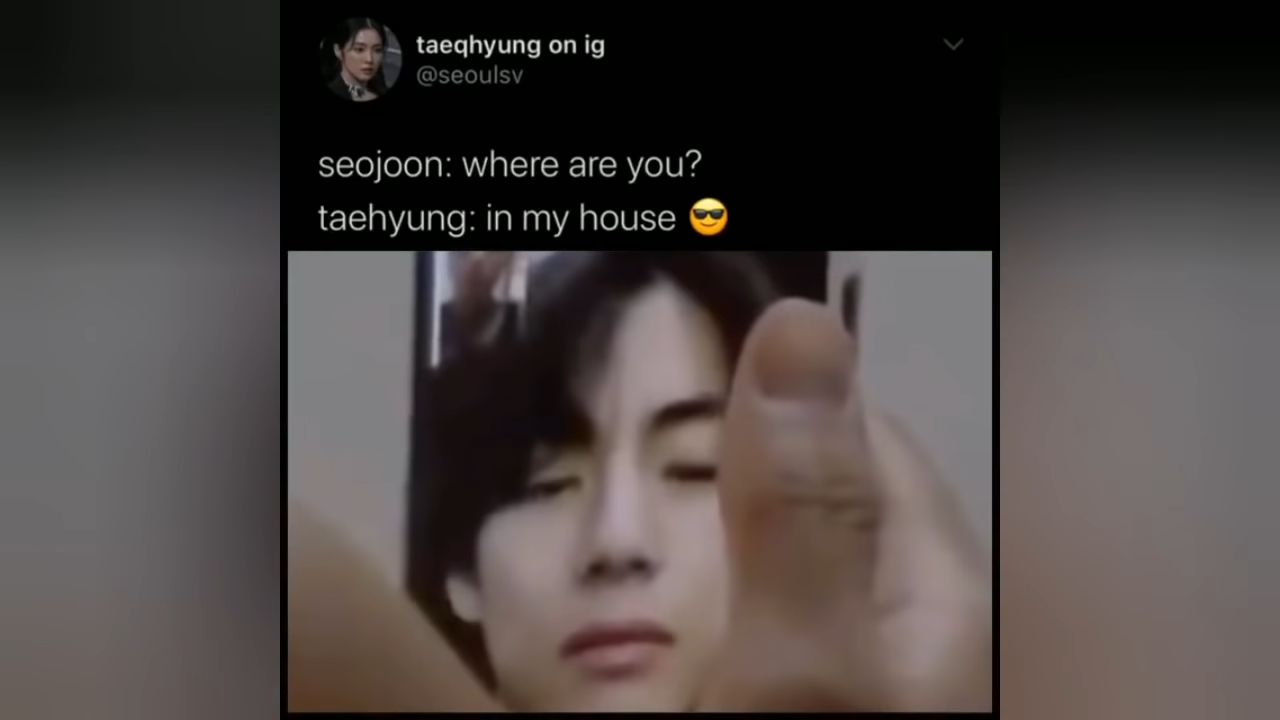 taeqhyung on ig
@seoulsv
seojoon: where are you?
taehyung: in my house 😎